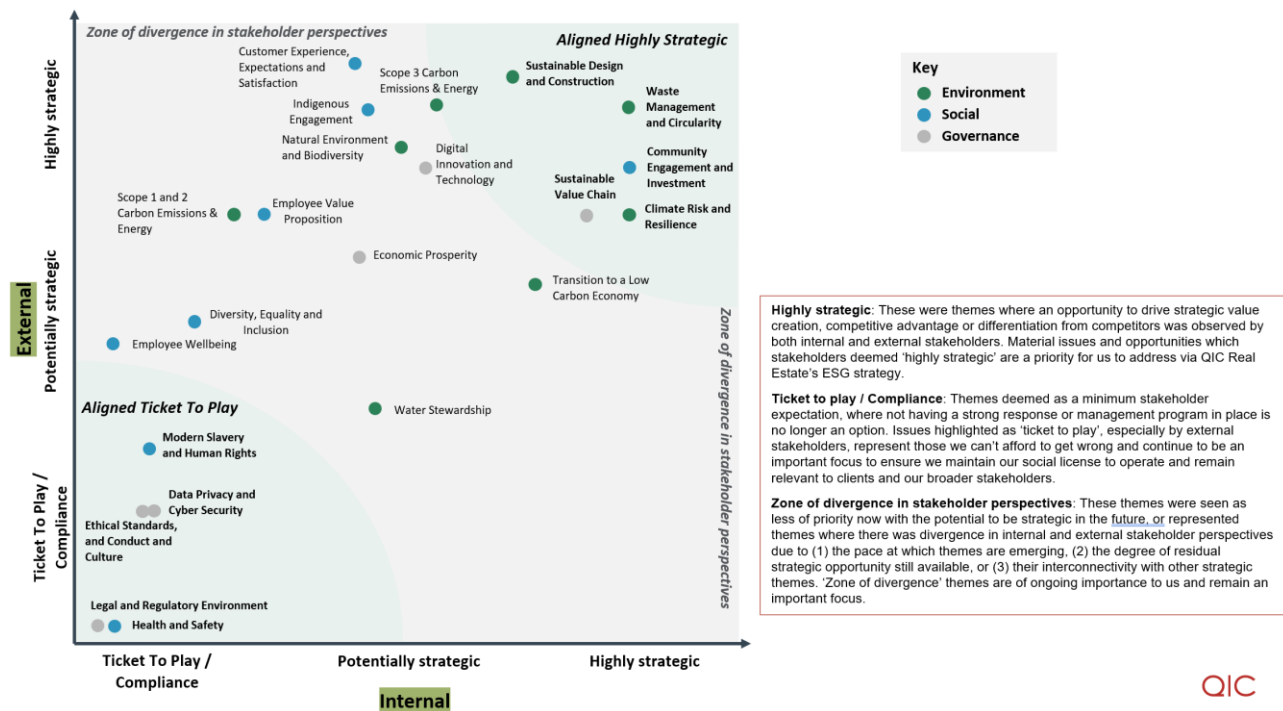 Zone of divergence in stakeholder perspectives
Aligned Highly Strategic
Customer Experience,
Expectations and
Satisfaction
Scope 3 Carbon
Emissions & Energy
Sustainable Design
and Construction
Waste
Management
and Circularity
Indigenous
Engagement
Natural Environment
and Biodiversity
Digital
Innovation and
Technology
Community
Engagement and
Investment
Sustainable
Value Chain
Climate Risk and
Resilience
Scope 1 and 2
Carbon Emissions &
Energy
Employee Value
Proposition
Economic Prosperity
Transition to a Low
Carbon Economy
Diversity, Equality and
Inclusion
Employee Wellbeing
Zone of divergence in stakeholder perspectives
Aligned Ticket To Play
Water Stewardship
Modern Slavery
and Human Rights
Data Privacy and
Cyber Security
Ethical Standards,
and Conduct and
Culture
Legal and Regulatory Environment
Health and Safety
Highly strategic
Potentially strategic
Ticket To Play /
Compliance
External
Ticket To Play /
Compliance
Potentially strategic
Highly strategic
Internal
Key
Environment
Social
Governance
Highly strategic: These were themes where an opportunity to drive strategic value
creation, competitive advantage or differentiation from competitors was observed by
both internal and external stakeholders. Material issues and opportunities which
stakeholders deemed ‘highly strategic’ are a priority for us to address via QIC Real
Estate’s ESG strategy.
Ticket to play / Compliance: Themes deemed as a minimum stakeholder
expectation, where not having a strong response or management program in place is
no longer an option. Issues highlighted as ‘ticket to play’, especially by external
stakeholders, represent those we can’t afford to get wrong and continue to be an
important focus to ensure we maintain our social license to operate and remain
relevant to clients and our broader stakeholders.
Zone of divergence in stakeholder perspectives: These themes were seen as
less of priority now with the potential to be strategic in the future, or represented
themes where there was divergence in internal and external stakeholder perspectives
due to (1) the pace at which themes are emerging, (2) the degree of residual
strategic opportunity still available, or (3) their interconnectivity with other strategic
themes. ‘Zone of divergence’ themes are of ongoing importance to us and remain an
important focus.
QIC